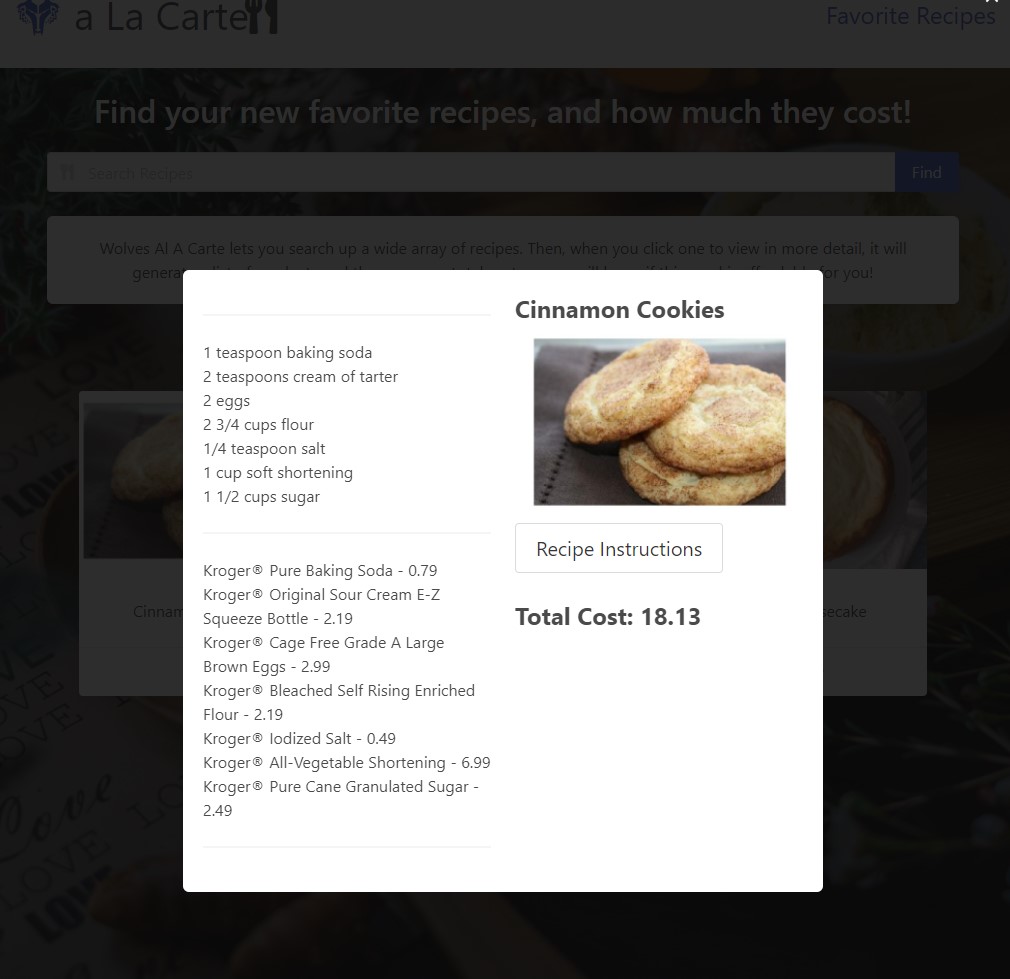 a La Carte
Favorite Recipes
Find your new favorite recipes, and how much they cost!
Search Recipes
Find
Wolves Al A Carte lets you search up a wide array of recipes. Then, when you click one to view in more detail, it will
for you!
Cinnamon Cookies
1 teaspoon baking soda
2 teaspoons cream of tarter
2 eggs
2 3/4 cups flour
1/4 teaspoon salt
1 cup soft shortening
1 1/2 cups sugar
Recipe Instructions
Kroger® Pure Baking Soda - 0.79
Kroger® Original Sour Cream E-Z
Squeeze Bottle - 2.19
Kroger® Cage Free Grade A Large
Brown Eggs - 2.99
Kroger® Bleached Self Rising Enriched
Flour - 2.19
Kroger® Iodized Salt - 0.49
Kroger® All-Vegetable Shortening - 6.99
Kroger® Pure Cane Granulated Sugar -
2.49
Total Cost: 18.13
Cinnam
secake
LOVE